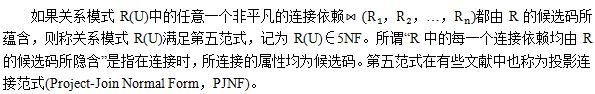 如果关系模式 R(U)中的任意一个非平凡的连接依赖⋈ (R₁，R₂，…，Rₙ)都由 R 的候选码所
蕴含，则称关系模式 R(U)满足第五范式，记为 R(U)∈5NF。所谓“R 中的每一个连接依赖均由 R
的候选码所隐含”是指在连接时，所连接的属性均为候选码。第五范式在有些文献中也称为投影连
接范式(Project-Join Normal Form，PJNF)。